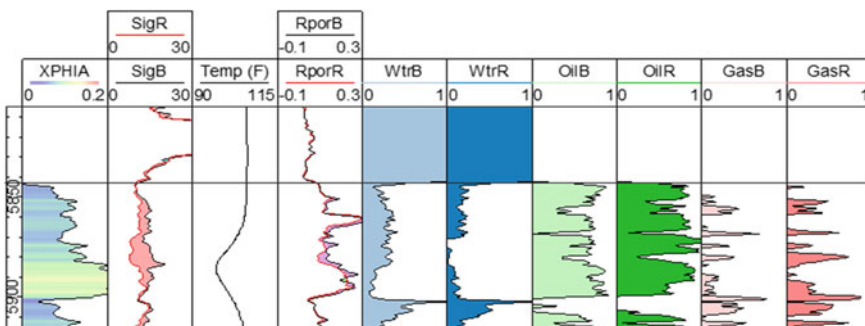 SigR RporB
0 30 -0.1 0.3
XPHIA SigB Temp (F) RporR WtrB WtrR OilB OilR GasB GasR
0 0.2 0 30 90 115 -0.1 0.3 0 1 0 1 0 1 0 1 0 1 0 1
5850
5900